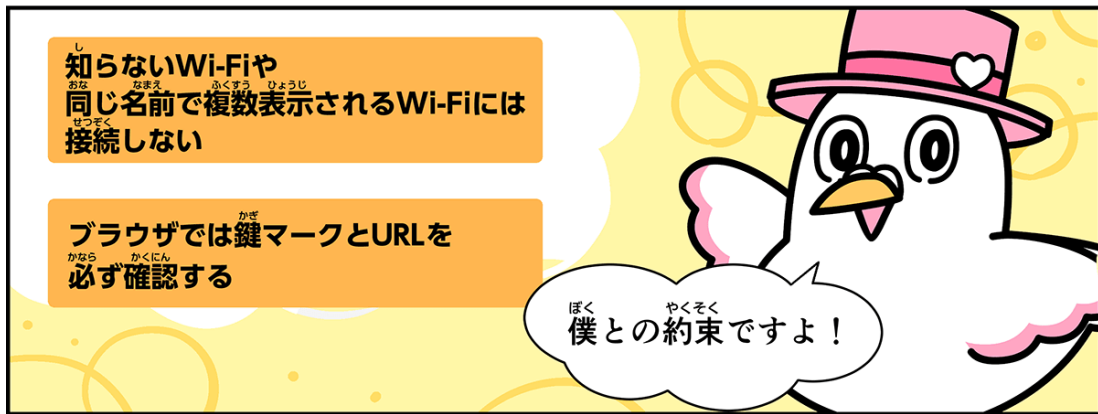 知らないWi-Fiや
同じ名前で複数表示されるWi-Fiには
接続しない
ブラウザでは鍵マークとURLを
必ず確認する
僕との約束ですよ！